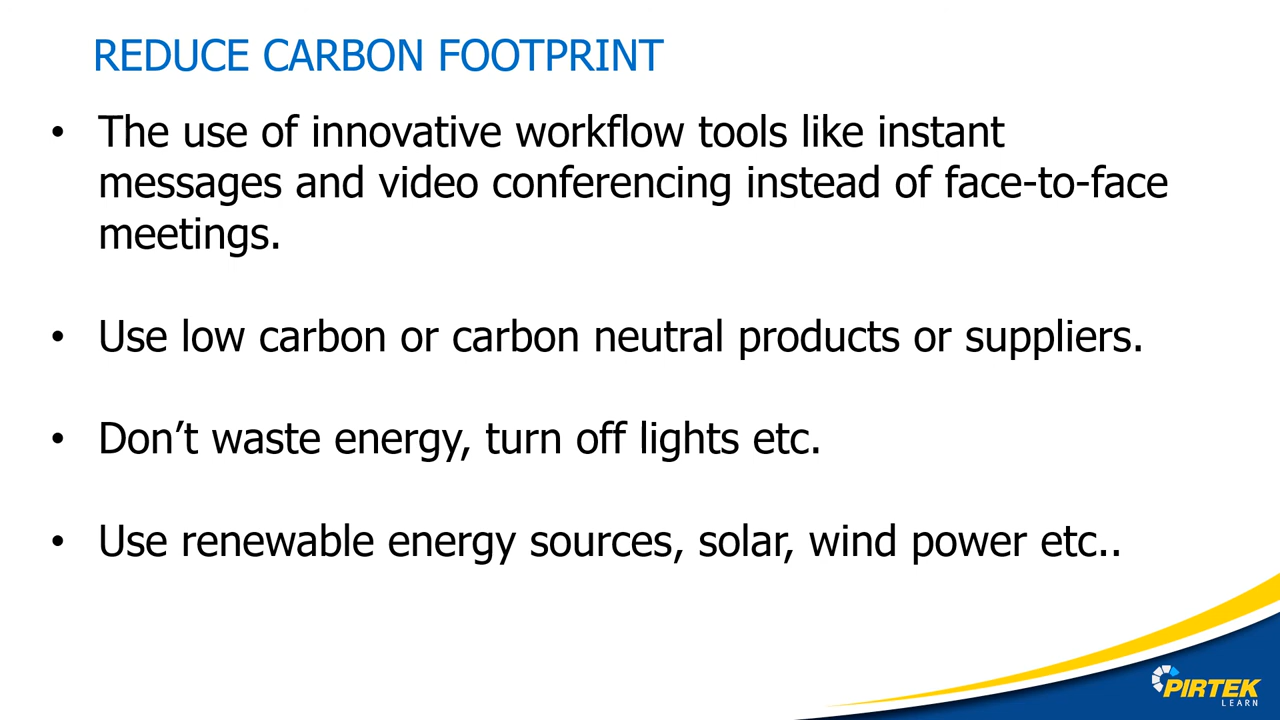 REDUCE CARBON FOOTPRINT
• The use of innovative workflow tools like instant
messages and video conferencing instead of face-to-face
meetings.
• Use low carbon or carbon neutral products or suppliers.
• Don’t waste energy, turn off lights etc.
• Use renewable energy sources, solar, wind power etc..
PIRTEK
LEARN